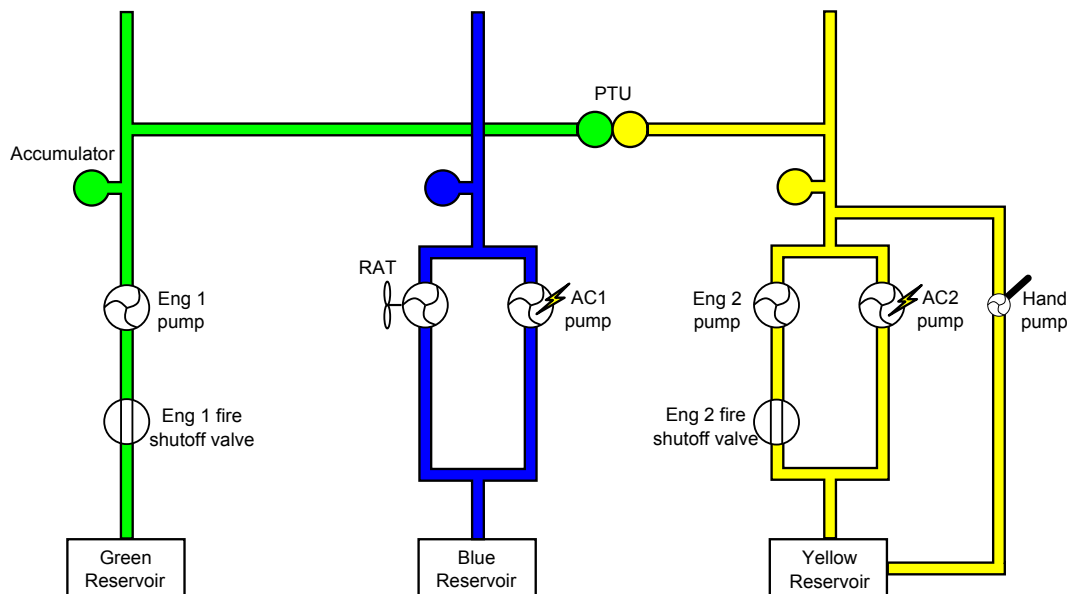 PTU
Accumulator
RAT
Eng 1
pump
AC1
pump
Eng 2
pump
AC2
pump
Hand
pump
Eng 1 fire
shutoff valve
Eng 2 fire
shutoff valve
Green
Reservoir
Blue
Reservoir
Yellow
Reservoir